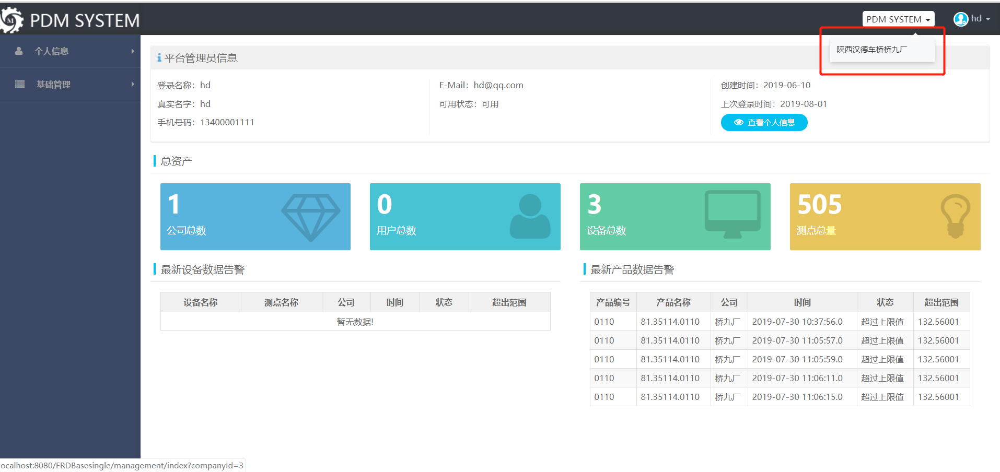 PDM SYSTEM
PDM SYSTEM
hd
陕西汉德车桥桥九厂
个人信息
基础管理
平台管理员信息
登录名称：hd
E-Mail：hd@qq.com
创建时间：2019-06-10
真实名字：hd
可用状态：可用
上次登录时间：2019-08-01
手机号码：13400001111
查看个人信息
总资产
1
公司总数
0
用户总数
3
设备总数
505
测点总量
最新设备数据告警
设备名称 测点名称 公司 时间 状态 超出范围
暂无数据!
最新产品数据告警
产品编号 产品名称 公司 时间 状态 超出范围
0110 81.35114.0110 桥九厂 2019-07-30 10:37:56.0 超过上限值 132.56001
0110 81.35114.0110 桥九厂 2019-07-30 11:05:57.0 超过上限值 132.56001
0110 81.35114.0110 桥九厂 2019-07-30 11:05:59.0 超过上限值 132.56001
0110 81.35114.0110 桥九厂 2019-07-30 11:06:11.0 超过上限值 132.56001
0110 81.35114.0110 桥九厂 2019-07-30 11:06:15.0 超过上限值 132.56001
ocalhost:8080/FRDBasesingle/management/index?companyId=3